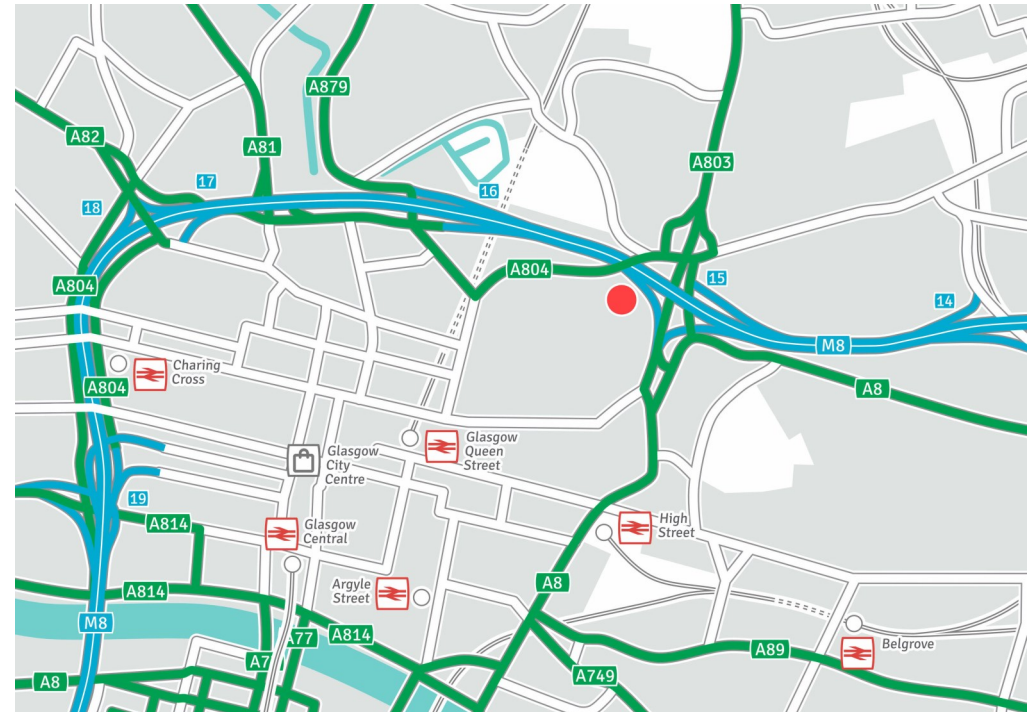 A879
A82
A81
A803
17
16
18
A804
15
A804
14
M8
Charing
Cross
A804
A8
Glasgow
Queen
Street
Glasgow
City
Centre
19
A814
Glasgow
Central
High
Street
A8
Argyle
Street
A814
M8
A77
A814
Belgrove
A89
A77
A8
A749